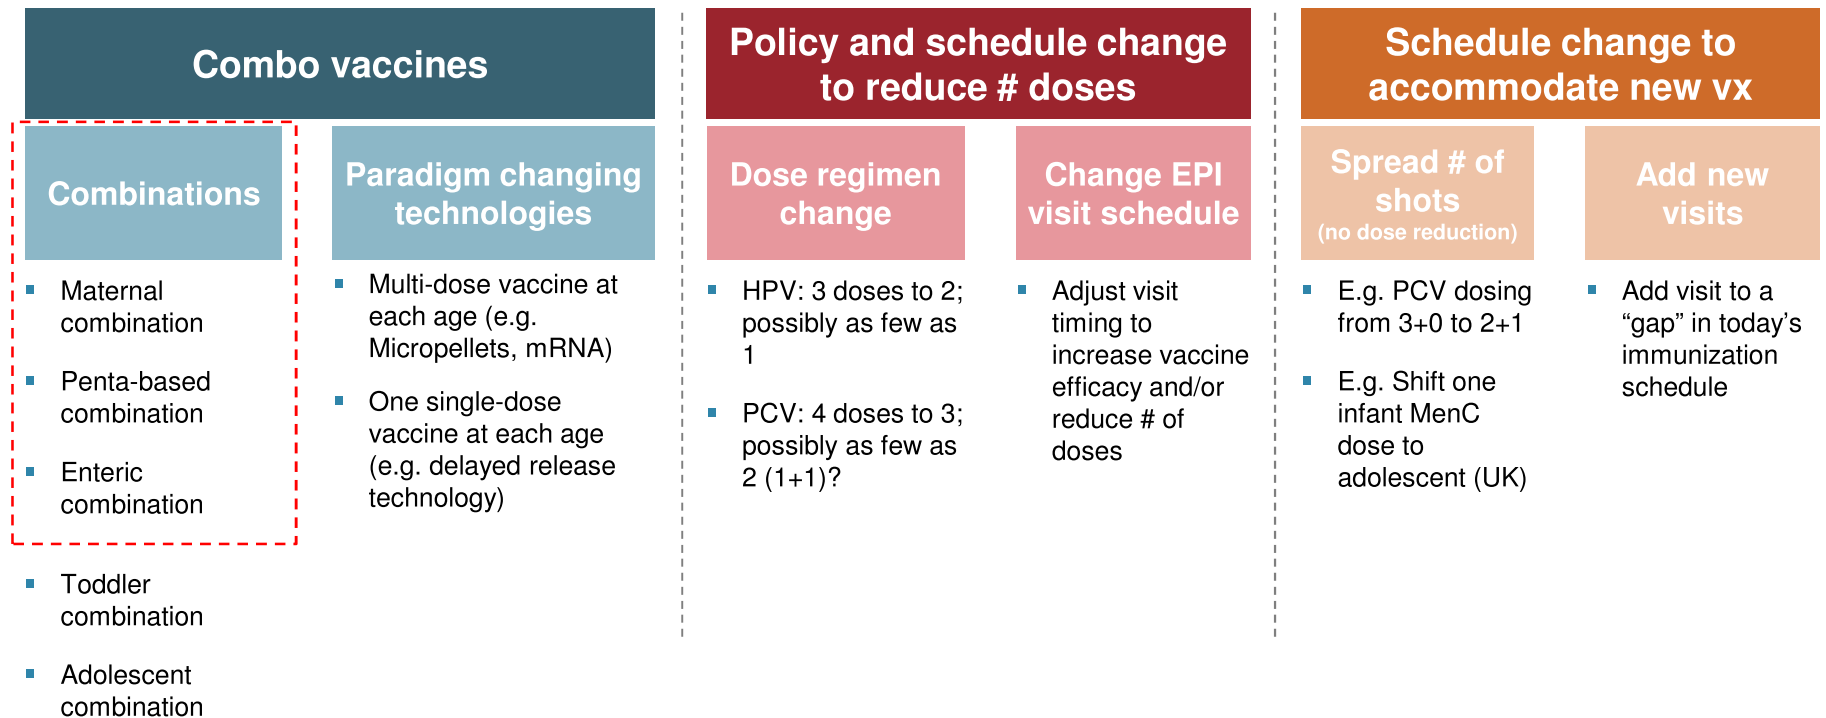 Combo vaccines
Combinations
Maternal
combination
Penta-based
combination
Enteric
combination
Toddler
combination
Adolescent
combination
Paradigm changing
technologies
Multi-dose vaccine at
each age (e.g.
Micropellets, mRNA)
One single-dose
vaccine at each age
(e.g. delayed release
technology)
Policy and schedule change
to reduce # doses
Dose regimen
change
HPV: 3 doses to 2;
possibly as few as
1
PCV: 4 doses to 3;
possibly as few as
2 (1+1)?
Change EPI
visit schedule
Adjust visit
timing to
increase vaccine
efficacy and/or
reduce # of
doses
Schedule change to
accommodate new vx
Spread # of
shots
(no dose reduction)
E.g. PCV dosing
from 3+0 to 2+1
E.g. Shift one
infant MenC
dose to
adolescent (UK)
Add new
visits
Add visit to a
“gap” in today’s
immunization
schedule